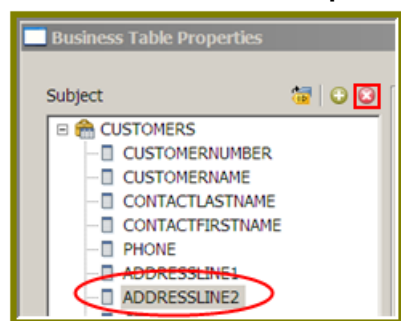 Business Table Properties
Subject
CUSTOMERS
CUSTOMERNUMBER
CUSTOMERNAME
CONTACTLASTNAME
CONTACTFIRSTNAME
PHONE
ADDRESSLINE1
ADDRESSLINE2